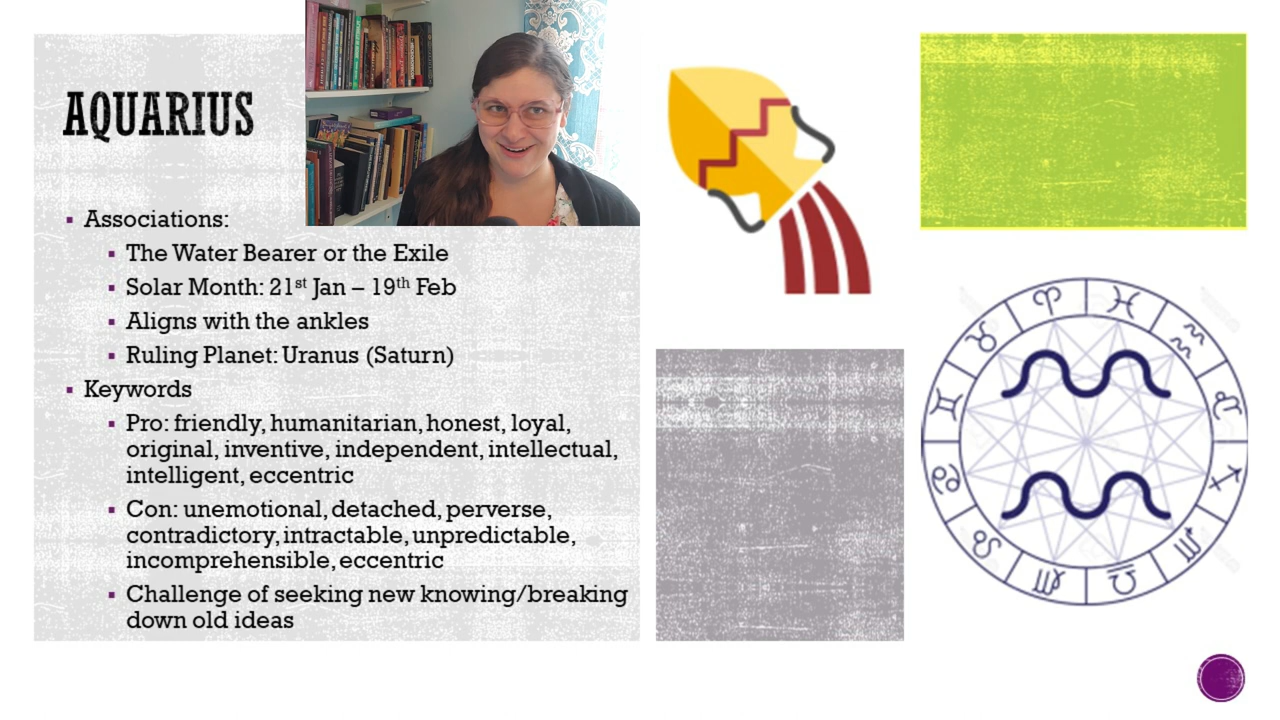 AQUARIUS
Associations:
The Water Bearer or the Exile
Solar Month: 21st Jan – 19th Feb
Aligns with the ankles
Ruling Planet: Uranus (Saturn)
Keywords
Pro: friendly, humanitarian, honest, loyal,
original, inventive, independent, intellectual,
intelligent, eccentric
Con: unemotional, detached, perverse,
contradictory, intractable, unpredictable,
incomprehensible, eccentric
Challenge of seeking new knowing/breaking
down old ideas